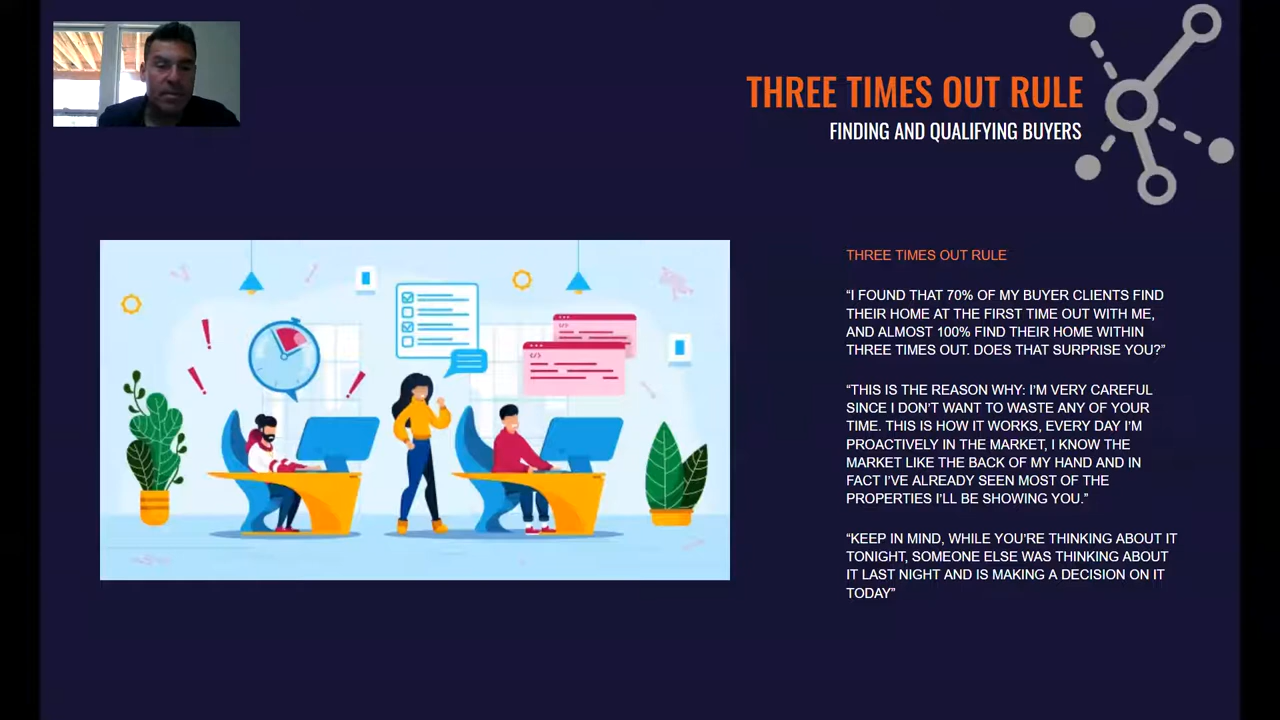 THREE TIMES OUT RULE
FINDING AND QUALIFYING BUYERS
THREE TIMES OUT RULE
“I FOUND THAT 70% OF MY BUYER CLIENTS FIND
THEIR HOME AT THE FIRST TIME OUT WITH ME,
AND ALMOST 100% FIND THEIR HOME WITHIN
THREE TIMES OUT. DOES THAT SURPRISE YOU?”
“THIS IS THE REASON WHY: I’M VERY CAREFUL
SINCE I DON’T WANT TO WASTE ANY OF YOUR
TIME. THIS IS HOW IT WORKS, EVERY DAY I’M
PROACTIVELY IN THE MARKET, I KNOW THE
MARKET LIKE THE BACK OF MY HAND AND IN
FACT I’VE ALREADY SEEN MOST OF THE
PROPERTIES I’LL BE SHOWING YOU.”
“KEEP IN MIND, WHILE YOU’RE THINKING ABOUT IT
TONIGHT, SOMEONE ELSE WAS THINKING ABOUT
IT LAST NIGHT AND IS MAKING A DECISION ON IT
TODAY”